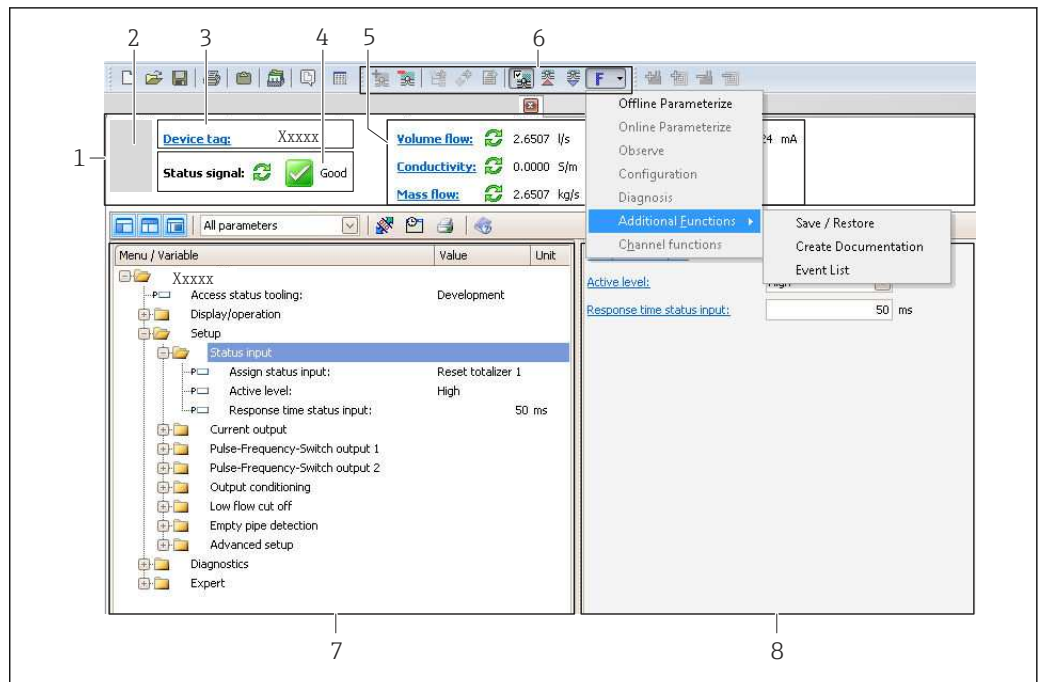 2 3 4 5 6
F
Offline Parameterize
Online Parameterize
Observe
Configuration
Diagnosis
Additional Functions
Channel functions
Save / Restore
Create Documentation
Event List
1
Device tag: Xxxxx
Status signal: Good
Volume flow: 2.6507 l/s
Conductivity: 0.0000 S/m
Mass flow: 2.6507 kg/s
24 mA
All parameters
Menu / Variable Value Unit
Xxxxx
Access status tooling: Development
Display/operation
Setup
Status input
P Assign status input: Reset totalizer 1
P Active level: High
P Response time status input: 50 ms
Current output
Pulse-Frequency-Switch output 1
Pulse-Frequency-Switch output 2
Output conditioning
Low flow cut off
Empty pipe detection
Advanced setup
Diagnostics
Expert
Active level: High
Response time status input: 50 ms
7 8